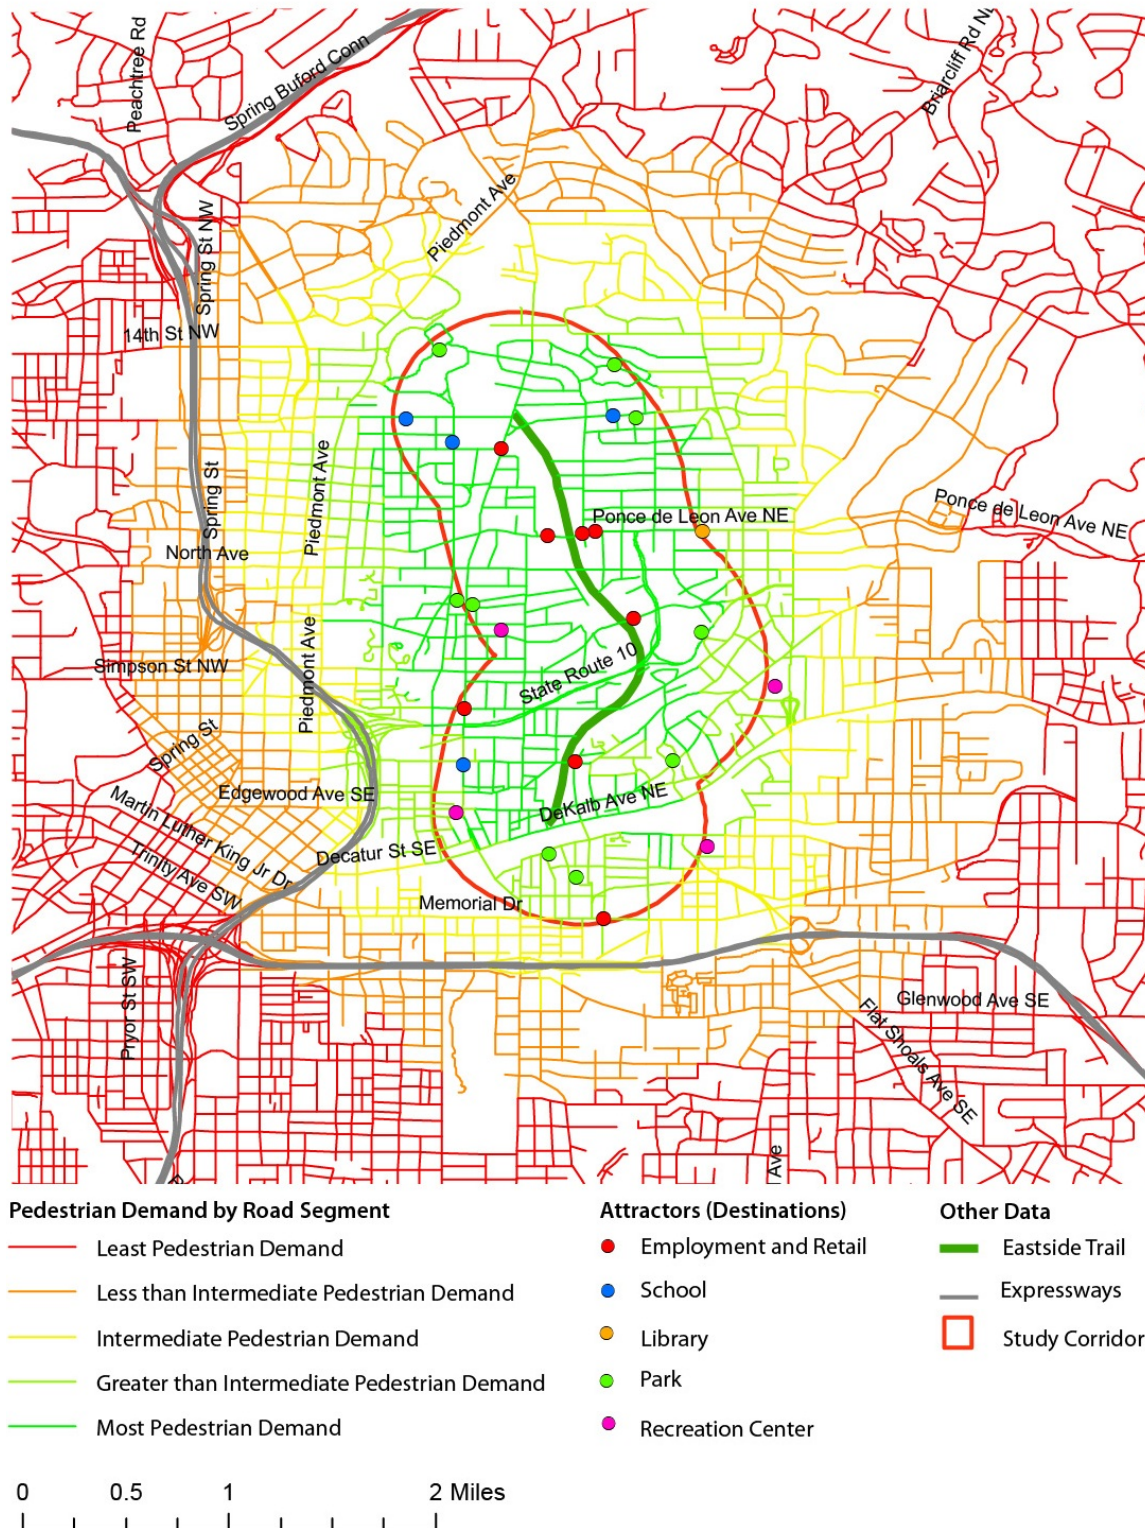 Peachtree Rd
Spring Buford Conn
Briarcliff Rd N
Piedmont Ave
Spring St NW
14th St NW
Piedmont Ave
Spring St
Ponce de Leon Ave NE
Ponce de Leon Ave NE
North Ave
Piedmont Ave
Simpson St NW
State Route 10
Spring St
Edgewood Ave SE
DeKalb Ave NE
Martin Luther King Jr Dr
Decatur St SE
Trinity Ave SW
Memorial Dr
Pryor St SW
Glenwood Ave SE
Flat Shoals Ave SE
Ave
Pedestrian Demand by Road Segment
Least Pedestrian Demand
Less than Intermediate Pedestrian Demand
Intermediate Pedestrian Demand
Greater than Intermediate Pedestrian Demand
Most Pedestrian Demand
Attractors (Destinations)
Employment and Retail
School
Library
Park
Recreation Center
Other Data
Eastside Trail
Expressways
Study Corridor
0 0.5 1 2 Miles